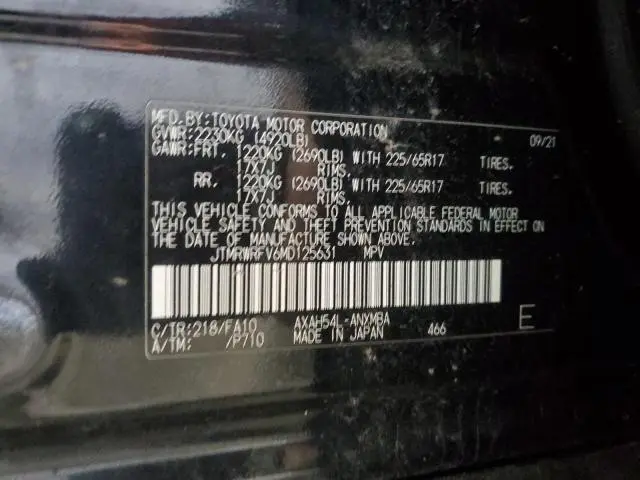 MFD.BY:TOYOTA MOTOR CORPORATION 09/21
GVWR:2230KG (4920LB)
GAWR:FRT. 1220KG (2690LB) WITH 225/65R17 TIRES.
17X7J RIMS.
RR. 1220KG (2690LB) WITH 225/65R17 TIRES.
17X7J RIMS.
THIS VEHICLE CONFORMS TO ALL APPLICABLE FEDERAL MOTOR
VEHICLE SAFETY AND THEFT PREVENTION STANDARDS IN EFFECT ON
THE DATE OF MANUFACTURE SHOWN ABOVE.
JTMRWRFV6MD125631 MPV
C/TR:218/FA10 AXAH54L-ANXMBA 466 E
A/TM: /P710 MADE IN JAPAN